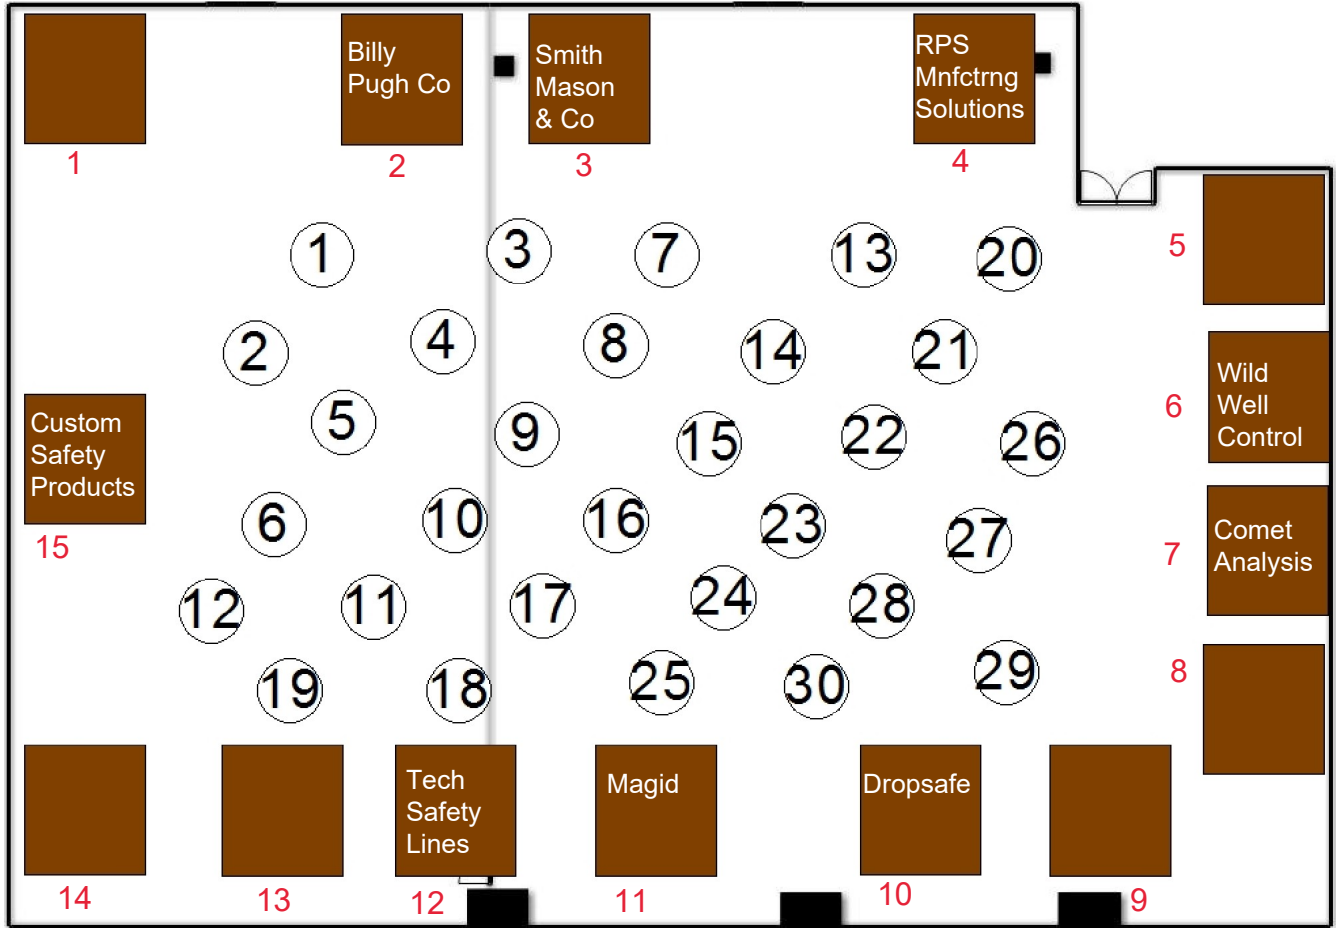 Billy
Pugh Co
Smith
Mason
& Co
RPS
Mnfctrng
Solutions
1
2
3
4
1
3
7
13
20
5
2
4
8
14
21
Wild
Well
Control
6
Custom
Safety
Products
15
5
9
15
22
26
6
10
16
23
27
Comet
Analysis
7
12
11
17
24
28
19
18
25
30
29
8
Tech
Safety
Lines
Magid
Dropsafe
14
13
12
11
10
9